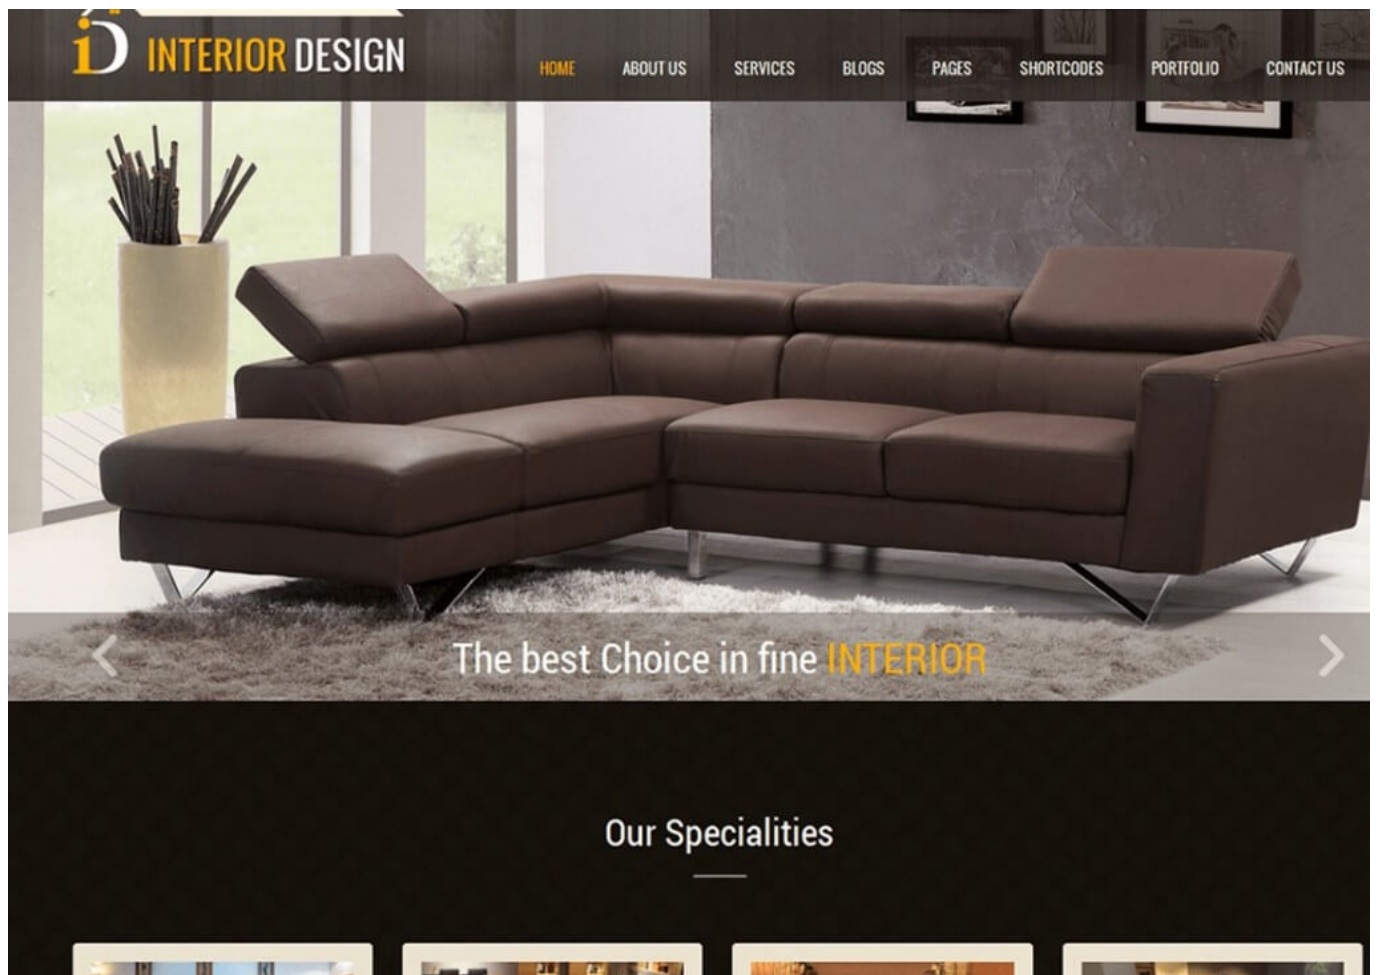 iD INTERIOR DESIGN
HOME ABOUT US SERVICES BLOGS PAGES SHORTCODES PORTFOLIO CONTACT US
The best Choice in fine INTERIOR
Our Specialities